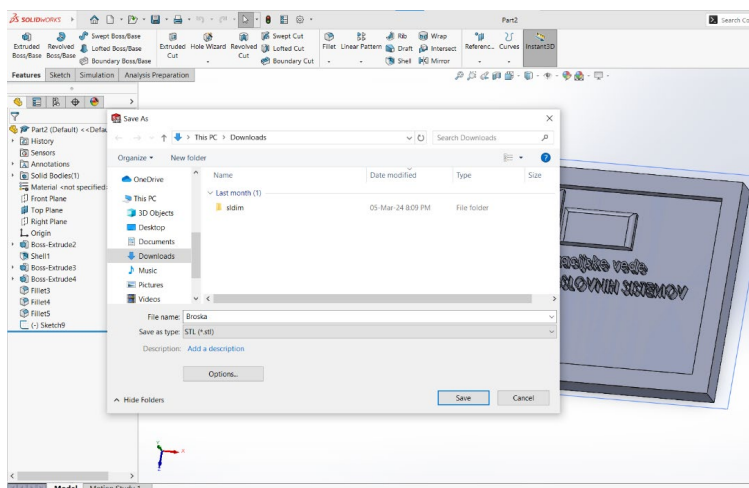 SOLIDWORKS
Part2
Search Co
Extruded Boss/Base
Revolved Boss/Base
Swept Boss/Base
Lofted Boss/Base
Boundary Boss/Base
Extruded Cut
Hole Wizard
Revolved Cut
Swept Cut
Lofted Cut
Boundary Cut
Fillet
Linear Pattern
Rib
Draft
Shell
Wrap
Intersect
Mirror
Referenc...
Curves
Instant3D
Features
Sketch
Simulation
Analysis Preparation
Part2 (Default) <<Defau
History
Sensors
Annotations
Solid Bodies(1)
Material <not specified>
Front Plane
Top Plane
Right Plane
Origin
Boss-Extrude2
Shell1
Boss-Extrude3
Boss-Extrude4
Fillet3
Fillet4
Fillet5
(-) Sketch9
Save As
This PC > Downloads
Search Downloads
Organize
New folder
OneDrive
This PC
3D Objects
Desktop
Documents
Downloads
Music
Pictures
Videos
Name Date modified Type Size
Last month (1)
sldim 05-Mar-24 8:09 PM File folder
File name: Broska
Save as type: STL (*.stl)
Description: Add a description
Options...
Hide Folders
Save
Cancel
vede
SLOVNIH SISTEMOV
Model
Motion Study 1